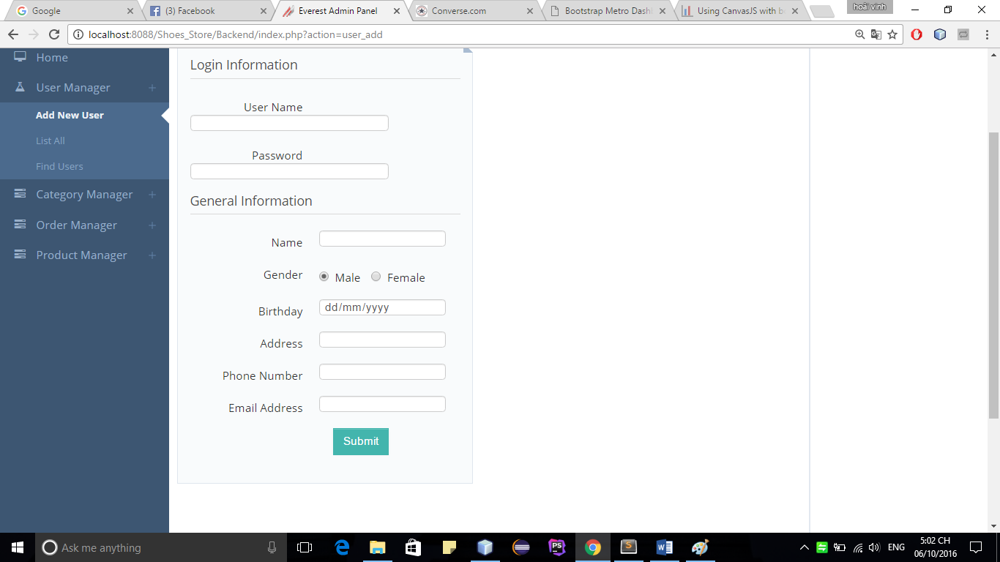 Google
(3) Facebook
Everest Admin Panel
Converse.com
Bootstrap Metro Dash
Using CanvasJS with b
hoài vinh
localhost:8088/Shoes_Store/Backend/index.php?action=user_add
Home
User Manager
Add New User
List All
Find Users
Category Manager
Order Manager
Product Manager
Login Information
User Name
Password
General Information
Name
Gender Male Female
Birthday dd/mm/yyyy
Address
Phone Number
Email Address
Submit
Ask me anything
PS
S
W
ENG
5:02 CH
06/10/2016